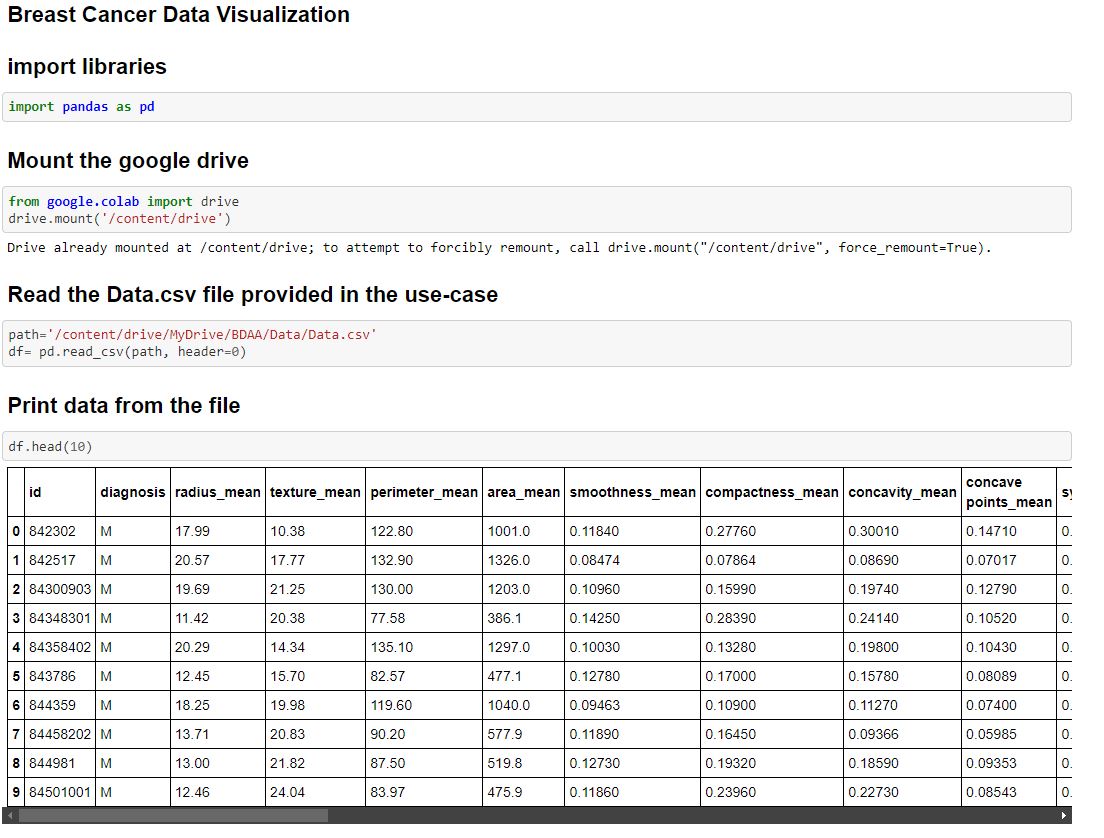 Breast Cancer Data Visualization
import libraries
import pandas as pd
Mount the google drive
from google.colab import drive
drive.mount('/content/drive')
Drive already mounted at /content/drive; to attempt to forcibly remount, call drive.mount("/content/drive", force_remount=True).
Read the Data.csv file provided in the use-case
path='/content/drive/MyDrive/BDAA/Data/Data.csv'
df= pd.read_csv(path, header=0)
Print data from the file
df.head(10)
id diagnosis radius_mean texture_mean perimeter_mean area_mean smoothness_mean compactness_mean concavity_mean concave points_mean
0 842302 M 17.99 10.38 122.80 1001.0 0.11840 0.27760 0.30010 0.14710 0.
1 842517 M 20.57 17.77 132.90 1326.0 0.08474 0.07864 0.08690 0.07017 0.
2 84300903 M 19.69 21.25 130.00 1203.0 0.10960 0.15990 0.19740 0.12790 0.
3 84348301 M 11.42 20.38 77.58 386.1 0.14250 0.28390 0.24140 0.10520 0.
4 84358402 M 20.29 14.34 135.10 1297.0 0.10030 0.13280 0.19800 0.10430 0.
5 843786 M 12.45 15.70 82.57 477.1 0.12780 0.17000 0.15780 0.08089 0.
6 844359 M 18.25 19.98 119.60 1040.0 0.09463 0.10900 0.11270 0.07400 0.
7 84458202 M 13.71 20.83 90.20 577.9 0.11890 0.16450 0.09366 0.05985 0.
8 844981 M 13.00 21.82 87.50 519.8 0.12730 0.19320 0.18590 0.09353 0.
9 84501001 M 12.46 24.04 83.97 475.9 0.11860 0.23960 0.22730 0.08543 0.